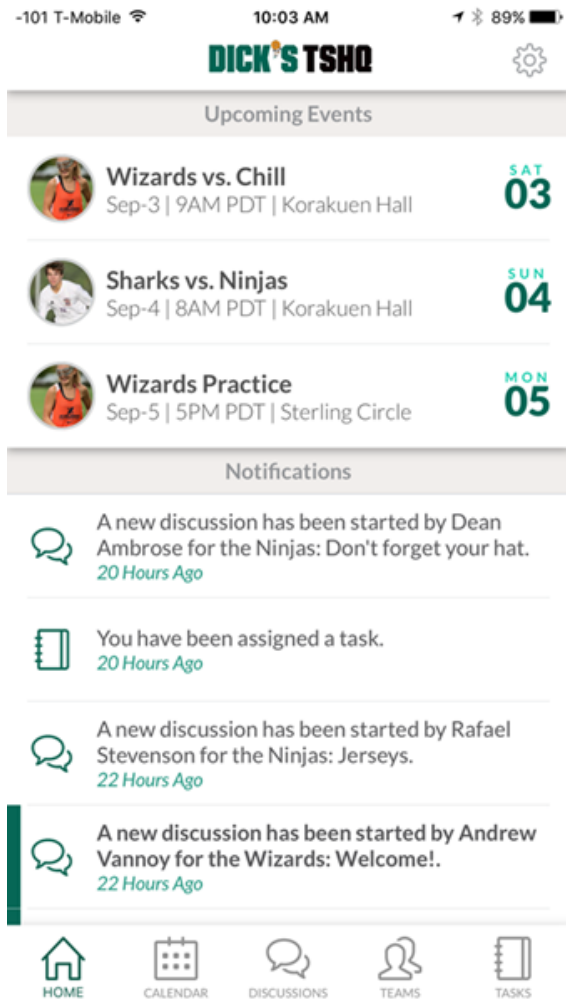 -101 T-Mobile 10:03 AM 89%
DICK'S TSHQ
Upcoming Events
Wizards vs. Chill
Sep-3 | 9AM PDT | Korakuen Hall
SAT
03
Sharks vs. Ninjas
Sep-4 | 8AM PDT | Korakuen Hall
SUN
04
Wizards Practice
Sep-5 | 5PM PDT | Sterling Circle
MON
05
Notifications
A new discussion has been started by Dean
Ambrose for the Ninjas: Don't forget your hat.
20 Hours Ago
You have been assigned a task.
20 Hours Ago
A new discussion has been started by Rafael
Stevenson for the Ninjas: Jerseys.
22 Hours Ago
A new discussion has been started by Andrew
Vannoy for the Wizards: Welcome!.
22 Hours Ago
HOME CALENDAR DISCUSSIONS TEAMS TASKS